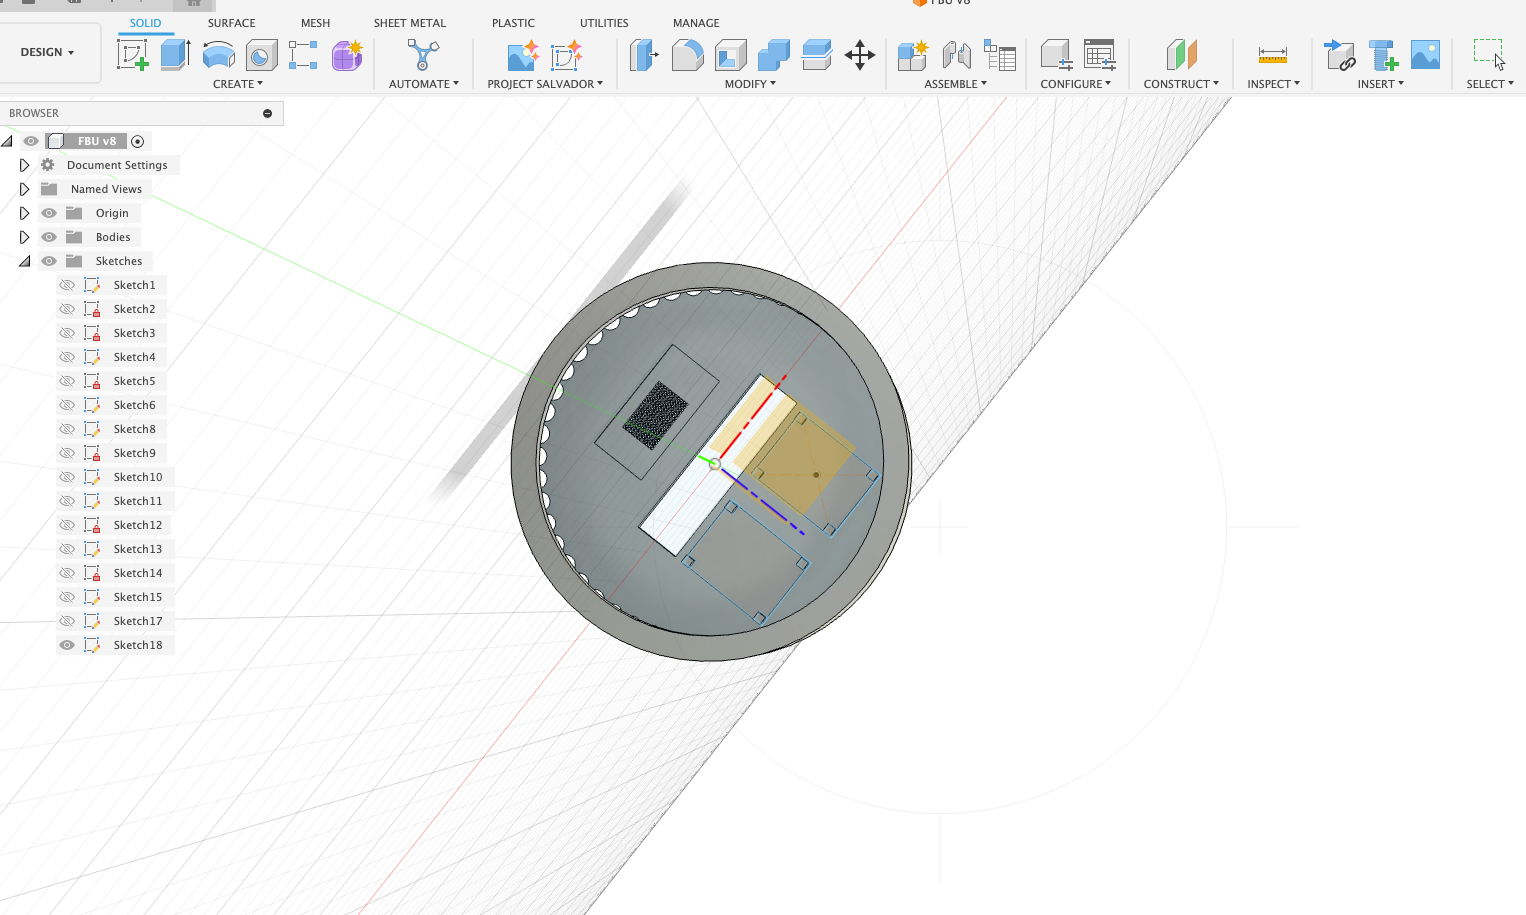 FBU v8
SOLID SURFACE MESH SHEET METAL PLASTIC UTILITIES MANAGE
DESIGN
CREATE AUTOMATE PROJECT SALVADOR MODIFY ASSEMBLE CONFIGURE CONSTRUCT INSPECT INSERT SELECT
BROWSER
FBU v8
Document Settings
Named Views
Origin
Bodies
Sketches
Sketch1
Sketch2
Sketch3
Sketch4
Sketch5
Sketch6
Sketch8
Sketch9
Sketch10
Sketch11
Sketch12
Sketch13
Sketch14
Sketch15
Sketch17
Sketch18